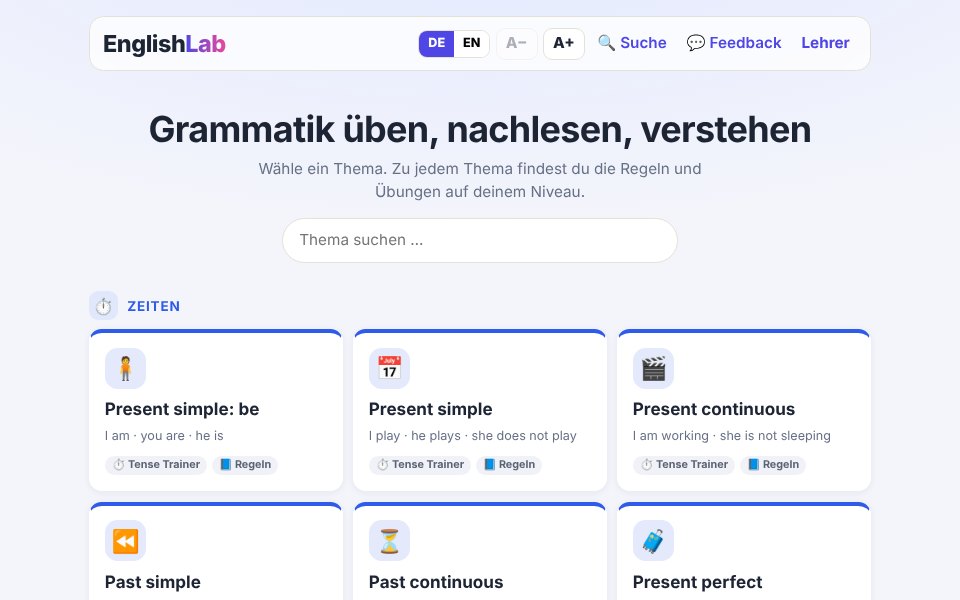 EnglishLab
DE EN A− A+ Suche Feedback Lehrer
Grammatik üben, nachlesen, verstehen
Wähle ein Thema. Zu jedem Thema findest du die Regeln und
Übungen auf deinem Niveau.
Thema suchen ...
ZEITEN
Present simple: be
I am · you are · he is
Tense Trainer Regeln
Present simple
I play · he plays · she does not play
Tense Trainer Regeln
Present continuous
I am working · she is not sleeping
Tense Trainer Regeln
Past simple
Past continuous
Present perfect